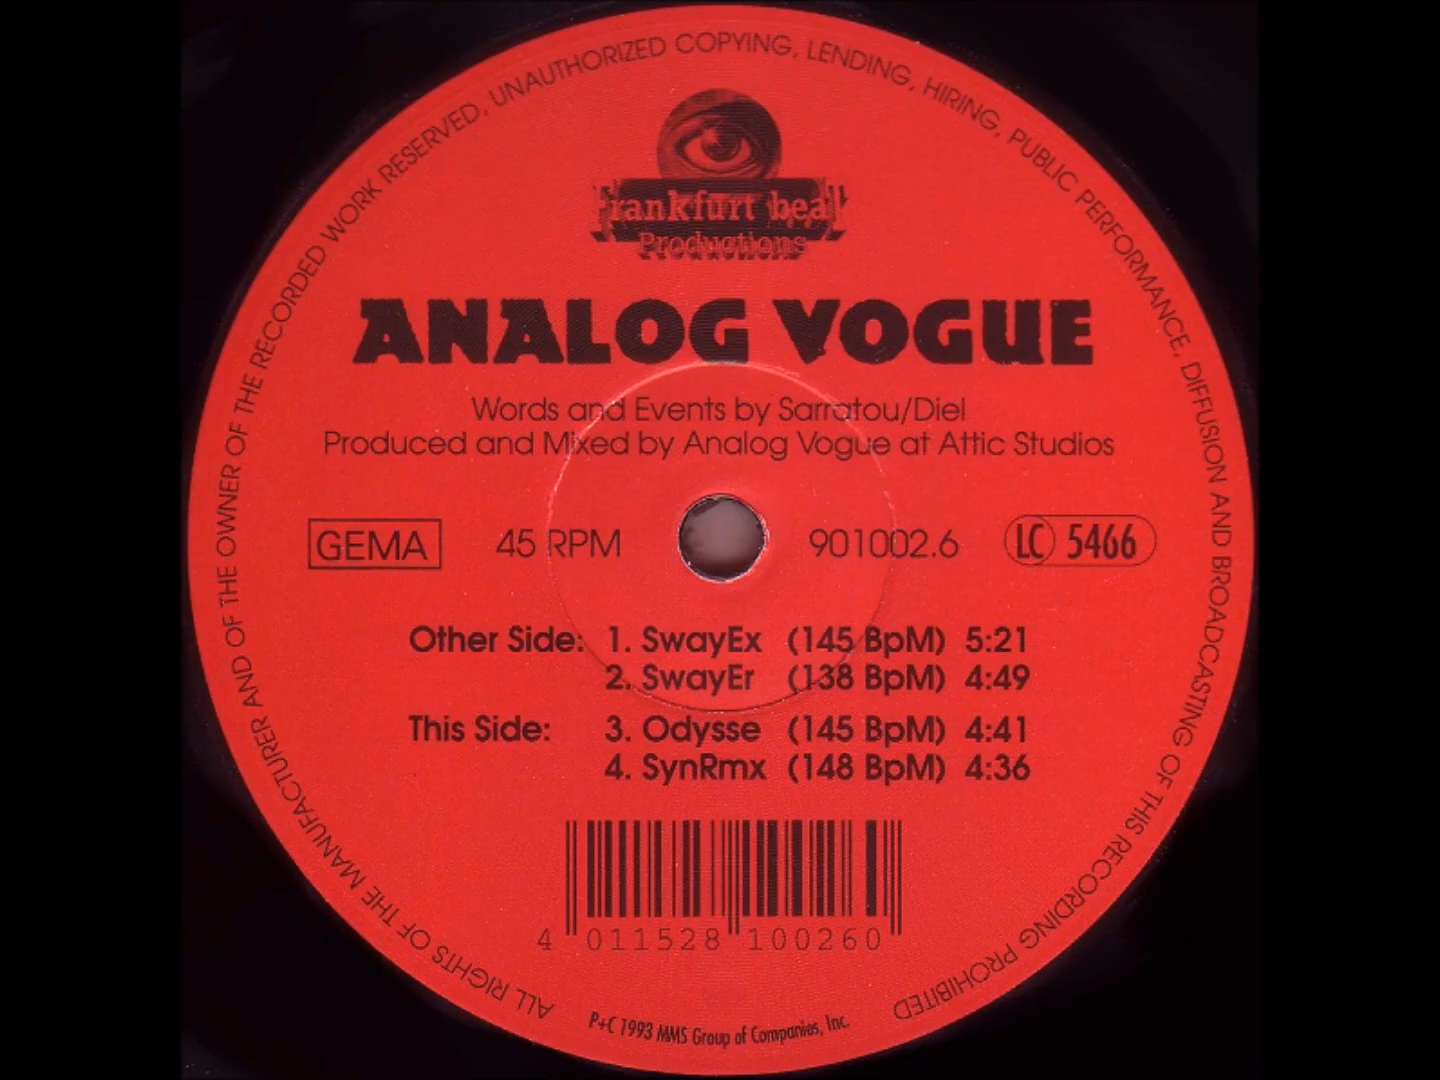 ALL RIGHTS OF THE MANUFACTURER AND OF THE OWNER OF THE RECORDED WORK RESERVED, UNAUTHORIZED COPYING, LENDING, HIRING, PUBLIC PERFORMANCE, DIFFUSION AND BROADCASTING OF THIS RECORDING PROHIBITED
frankfurt beat
Productions
ANALOG VOGUE
Words and Events by Sarratou/Diel
Produced and Mixed by Analog Vogue at Attic Studios
GEMA 45 RPM 901002.6 LC 5466
Other Side: 1. SwayEx (145 BpM) 5:21
2. SwayEr (138 BpM) 4:49
This Side: 3. Odysse (145 BpM) 4:41
4. SynRmx (148 BpM) 4:36
4 011528 100260
P+C 1993 MMS Group of Companies, Inc.